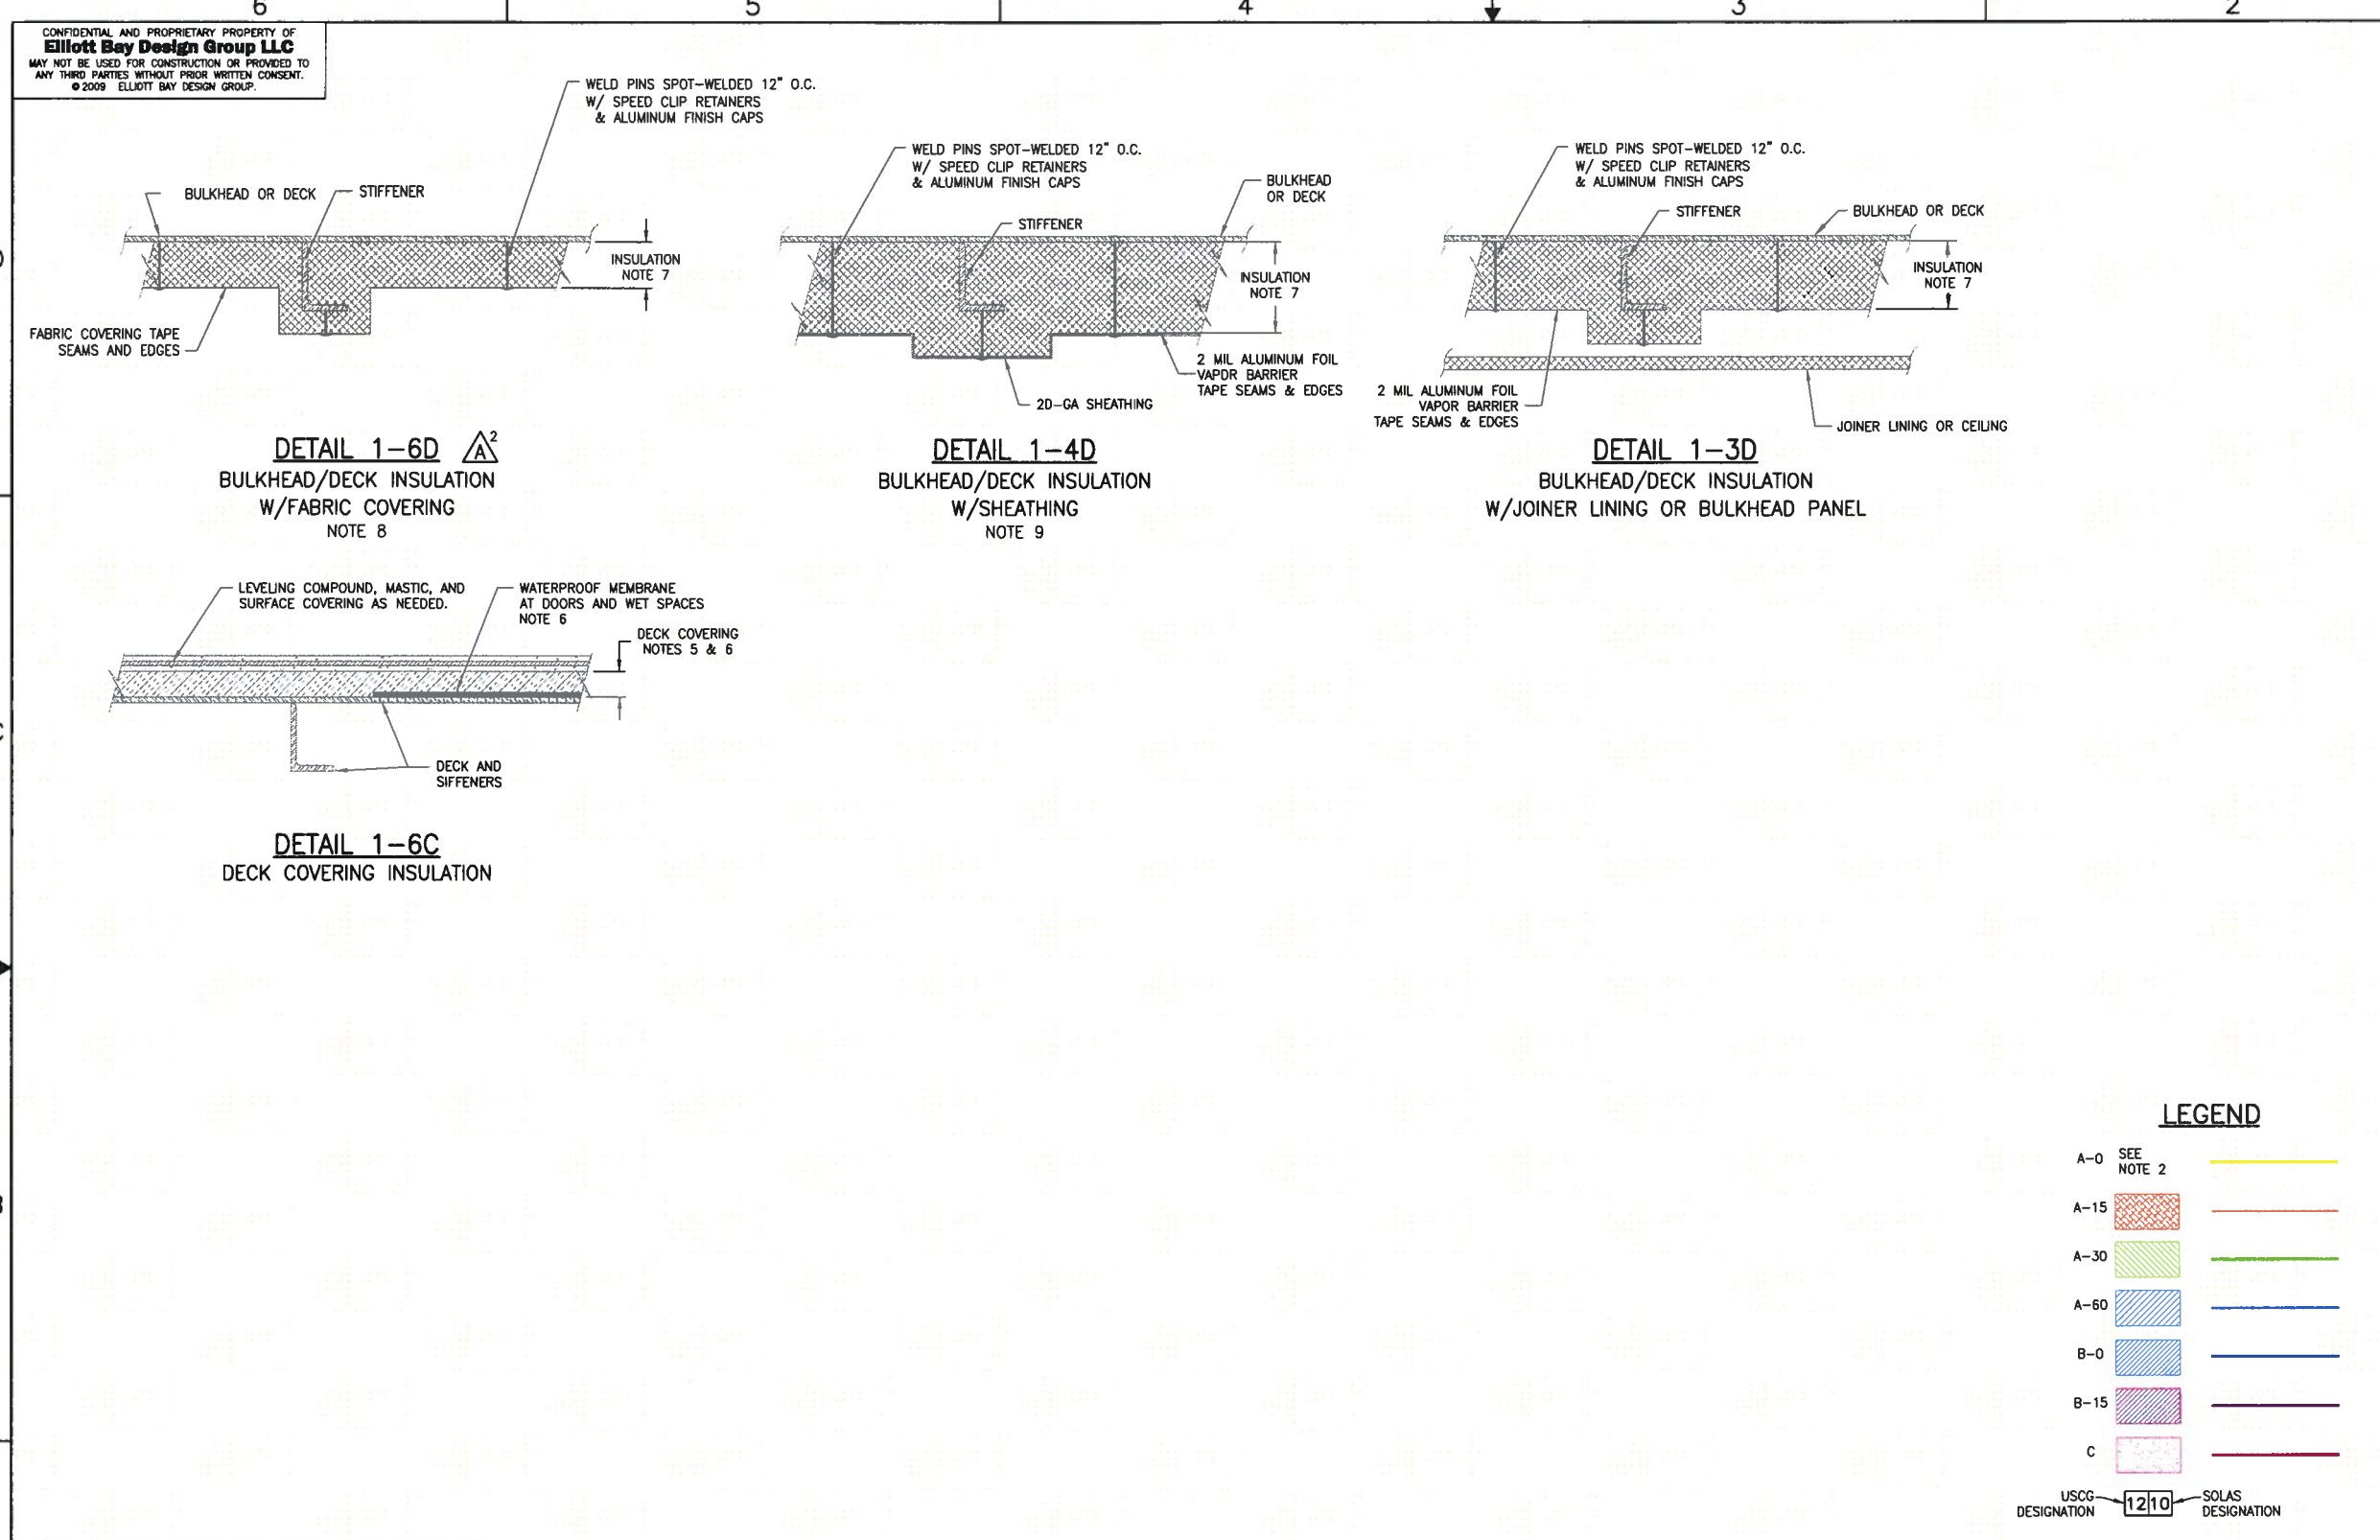 6 5 4 3 2
CONFIDENTIAL AND PROPRIETARY PROPERTY OF
Elliott Bay Design Group LLC
MAY NOT BE USED FOR CONSTRUCTION OR PROVIDED TO
ANY THIRD PARTIES WITHOUT PRIOR WRITTEN CONSENT.
© 2009 ELLIOTT BAY DESIGN GROUP.
WELD PINS SPOT-WELDED 12" O.C.
W/ SPEED CLIP RETAINERS
& ALUMINUM FINISH CAPS
BULKHEAD OR DECK
STIFFENER
INSULATION
NOTE 7
FABRIC COVERING TAPE
SEAMS AND EDGES
DETAIL 1-6D A 2
BULKHEAD/DECK INSULATION
W/FABRIC COVERING
NOTE 8
WELD PINS SPOT-WELDED 12" O.C.
W/ SPEED CLIP RETAINERS
& ALUMINUM FINISH CAPS
BULKHEAD
OR DECK
STIFFENER
INSULATION
NOTE 7
2 MIL ALUMINUM FOIL
VAPOR BARRIER
TAPE SEAMS & EDGES
2D-GA SHEATHING
DETAIL 1-4D
BULKHEAD/DECK INSULATION
W/SHEATHING
NOTE 9
WELD PINS SPOT-WELDED 12" O.C.
W/ SPEED CLIP RETAINERS
& ALUMINUM FINISH CAPS
STIFFENER
BULKHEAD OR DECK
INSULATION
NOTE 7
2 MIL ALUMINUM FOIL
VAPOR BARRIER
TAPE SEAMS & EDGES
JOINER LINING OR CEILING
DETAIL 1-3D
BULKHEAD/DECK INSULATION
W/JOINER LINING OR BULKHEAD PANEL
LEVELING COMPOUND, MASTIC, AND
SURFACE COVERING AS NEEDED.
WATERPROOF MEMBRANE
AT DOORS AND WET SPACES
NOTE 6
DECK COVERING
NOTES 5 & 6
DECK AND
SIFFENERS
DETAIL 1-6C
DECK COVERING INSULATION
LEGEND
A-0 SEE
NOTE 2
A-15
A-30
A-60
B-0
B-15
C
USCG
DESIGNATION
12 10
SOLAS
DESIGNATION